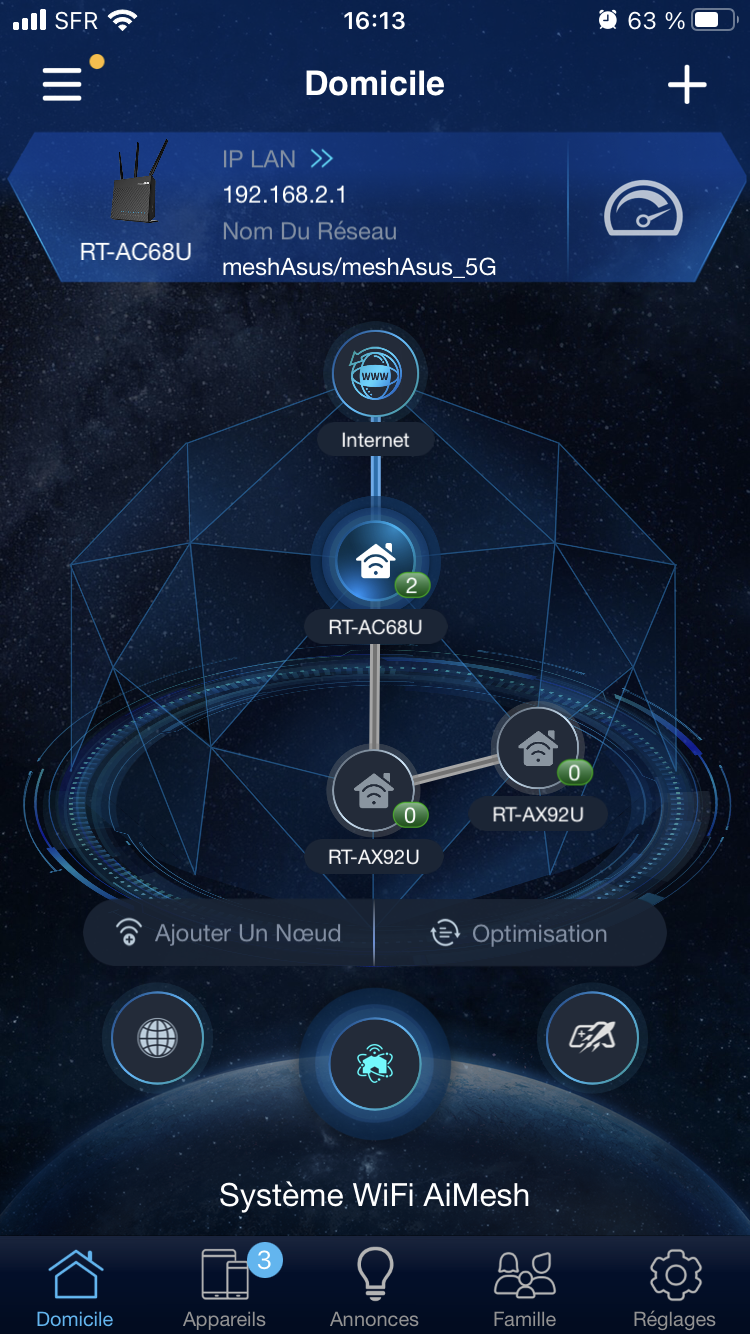 SFR 16:13 63 %
Domicile
IP LAN
192.168.2.1
Nom Du Réseau
RT-AC68U
meshAsus/meshAsus_5G
WWW
Internet
2
RT-AC68U
0
RT-AX92U
0
RT-AX92U
Ajouter Un Nœud
Optimisation
Système WiFi AiMesh
3
Domicile Appareils Annonces Famille Réglages